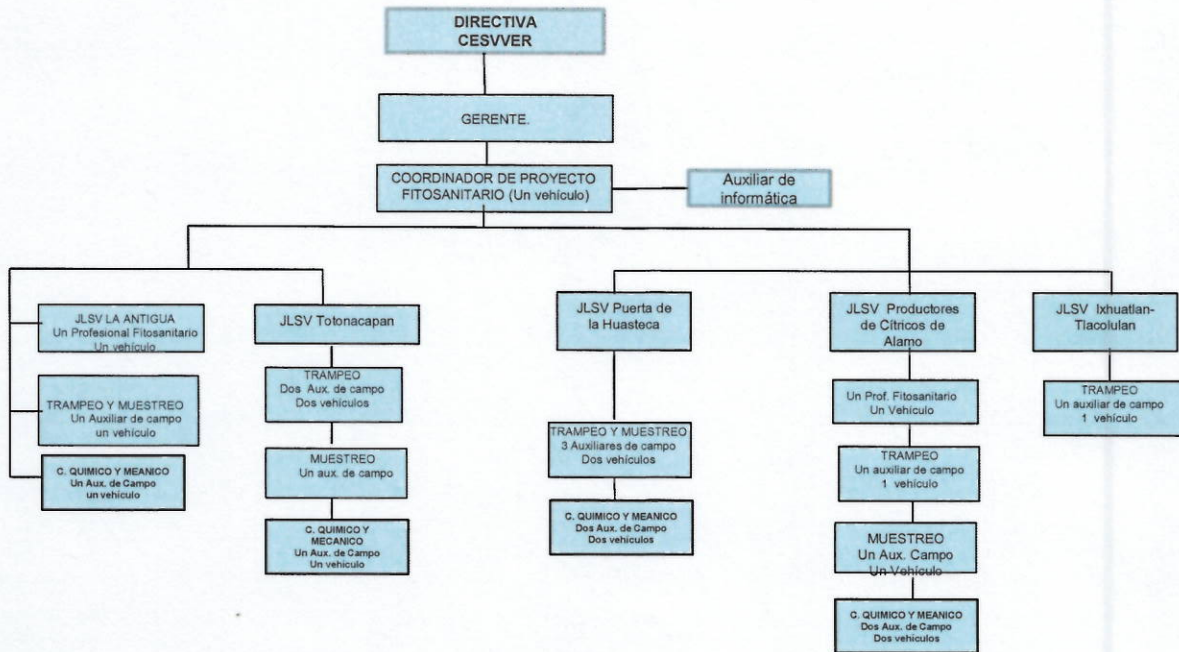 DIRECTIVA
CESVVER
GERENTE.
COORDINADOR DE PROYECTO
FITOSANITARIO (Un vehículo)
Auxiliar de
informática
JLSV LA ANTIGUA
Un Profesional Fitosanitario
Un vehículo
TRAMPEO Y MUESTREO
Un Auxiliar de campo
un vehículo
C. QUIMICO Y MEANICO
Un Aux. de Campo
un vehículo
JLSV Totonacapan
TRAMPEO
Dos Aux. de campo
Dos vehículos
MUESTREO
Un aux. de campo
C. QUIMICO Y
MECANICO
Un Aux. de Campo
Un vehículo
JLSV Puerta de
la Huasteca
TRAMPEO Y MUESTREO
3 Auxiliares de campo
Dos vehículos
C. QUIMICO Y MEANICO
Dos Aux. de Campo
Dos vehículos
JLSV Productores
de Cítricos de
Alamo
Un Prof. Fitosanitario
Un Vehículo
TRAMPEO
Un auxiliar de campo
1 vehículo
MUESTREO
Un Aux. Campo
Un Vehículo
C. QUIMICO Y MEANICO
Dos Aux. de Campo
Dos vehículos
JLSV Ixhuatlan-
Tlacolulan
TRAMPEO
Un auxiliar de campo
1 vehículo